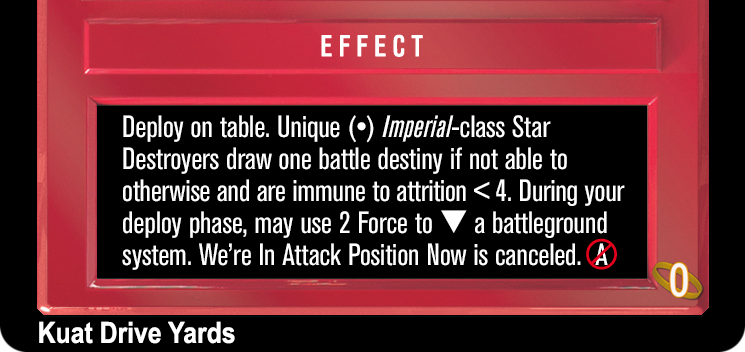 EFFECT
Deploy on table. Unique (•) Imperial-class Star
Destroyers draw one battle destiny if not able to
otherwise and are immune to attrition < 4. During your
deploy phase, may use 2 Force to ▼ a battleground
system. We're In Attack Position Now is canceled. A
0
Kuat Drive Yards